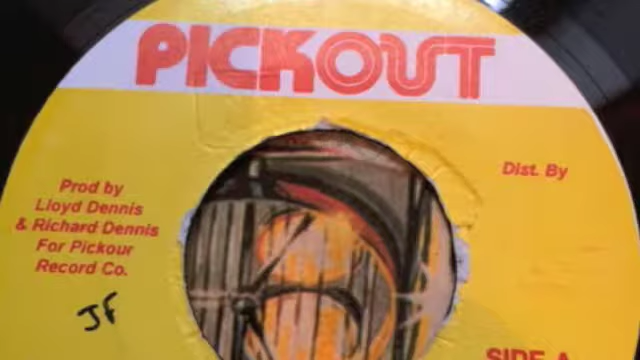 PICKOUT
Prod by
Lloyd Dennis
& Richard Dennis
For Pickour
Record Co.
Dist. By
JF
SIDE A